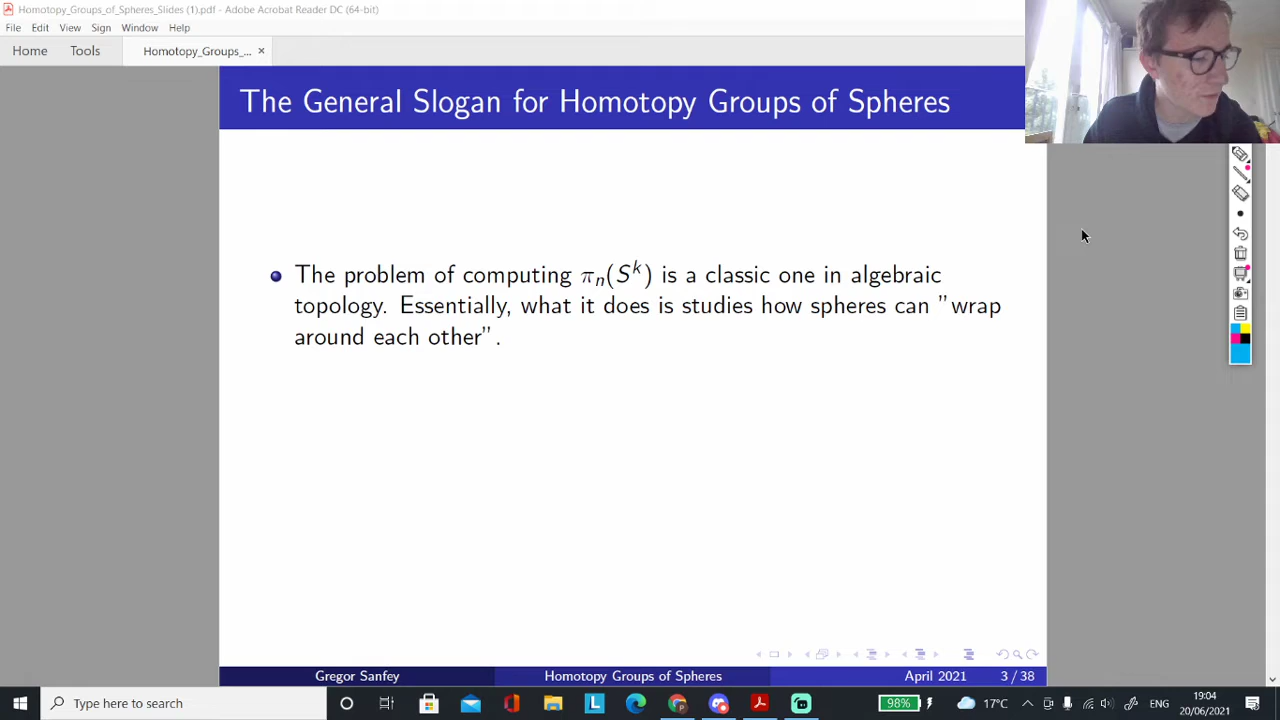 Homotopy_Groups_of_Spheres_Slides (1).pdf - Adobe Acrobat Reader DC (64-bit)
File Edit View Sign Window Help
Home Tools Homotopy_Groups_... ×
The General Slogan for Homotopy Groups of Spheres
The problem of computing πₙ(Sᵏ) is a classic one in algebraic
topology. Essentially, what it does is studies how spheres can "wrap
around each other".
Gregor Sanfey Homotopy Groups of Spheres April 2021 3 / 38
Type here to search 98% 17°C ENG 19:04
20/06/2021